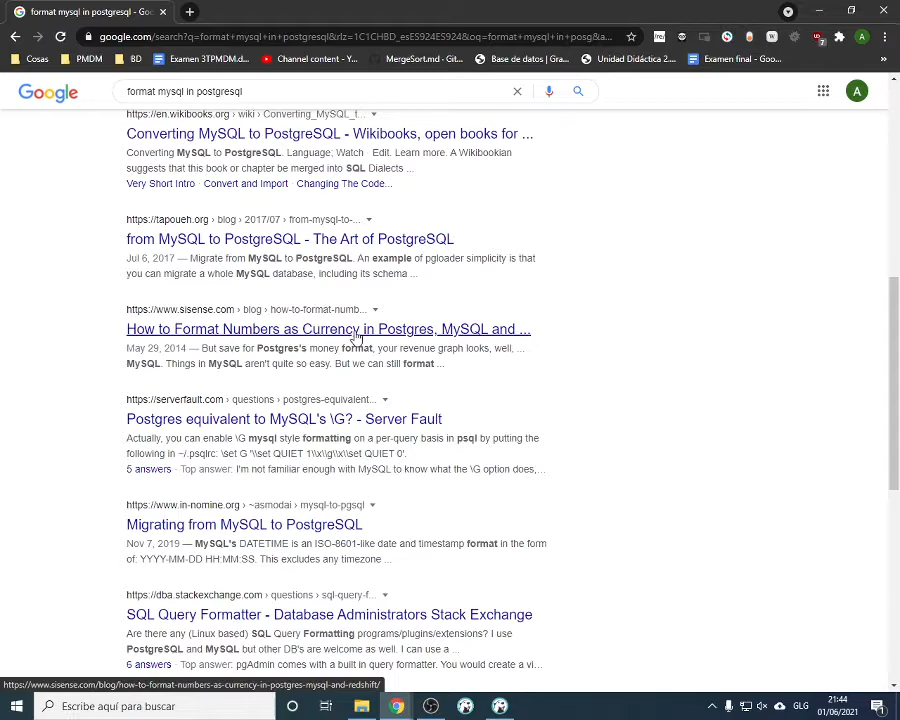 format mysql in postgresql - Goo
google.com/search?q=format+mysql+in+postgresql&rlz=1C1CHBD_esES924ES924&oq=format+mysql+in+posg&a...
Cosas
PMDM
BD
Examen 3TPMDM.d...
Channel content - Y...
MergeSort.md - Git...
Base de datos | Gra...
Unidad Didáctica 2....
Examen final - Goo...
Google
format mysql in postgresql
A
https://en.wikibooks.org › wiki › Converting_MySQL_t...
Converting MySQL to PostgreSQL - Wikibooks, open books for ...
Converting MySQL to PostgreSQL. Language; Watch · Edit. Learn more. A Wikibookian
suggests that this book or chapter be merged into SQL Dialects ...
Very Short Intro · Convert and Import · Changing The Code...
https://tapoueh.org › blog › 2017/07 › from-mysql-to-...
from MySQL to PostgreSQL - The Art of PostgreSQL
Jul 6, 2017 — Migrate from MySQL to PostgreSQL. An example of pgloader simplicity is that
you can migrate a whole MySQL database, including its schema ...
https://www.sisense.com › blog › how-to-format-numb...
How to Format Numbers as Currency in Postgres, MySQL and ...
May 29, 2014 — But save for Postgres's money format, your revenue graph looks, well, ...
MySQL. Things in MySQL aren't quite so easy. But we can still format ...
https://serverfault.com › questions › postgres-equivalent...
Postgres equivalent to MySQL's \G? - Server Fault
Actually, you can enable \G mysql style formatting on a per-query basis in psql by putting the
following in ~/.psqlrc: \set G '\\set QUIET 1\\x\\g\\x\\set QUIET 0'.
5 answers · Top answer: I'm not familiar enough with MySQL to know what the \G option does,...
https://www.in-nomine.org › ~asmodai › mysql-to-pgsql
Migrating from MySQL to PostgreSQL
Nov 7, 2019 — MySQL's DATETIME is an ISO-8601-like date and timestamp format in the form
of: YYYY-MM-DD HH:MM:SS. This excludes any timezone ...
https://dba.stackexchange.com › questions › sql-query-f...
SQL Query Formatter - Database Administrators Stack Exchange
Are there any (Linux based) SQL Query Formatting programs/plugins/extensions? I use
PostgreSQL and MySQL but other DB's are welcome as well. I can use a ...
6 answers · Top answer: pgAdmin comes with a built in query formatter. You would create a vi...
https://www.sisense.com/blog/how-to-format-numbers-as-currency-in-postgres-mysql-and-redshift/
Escribe aquí para buscar
GLG
21:44
01/06/2021